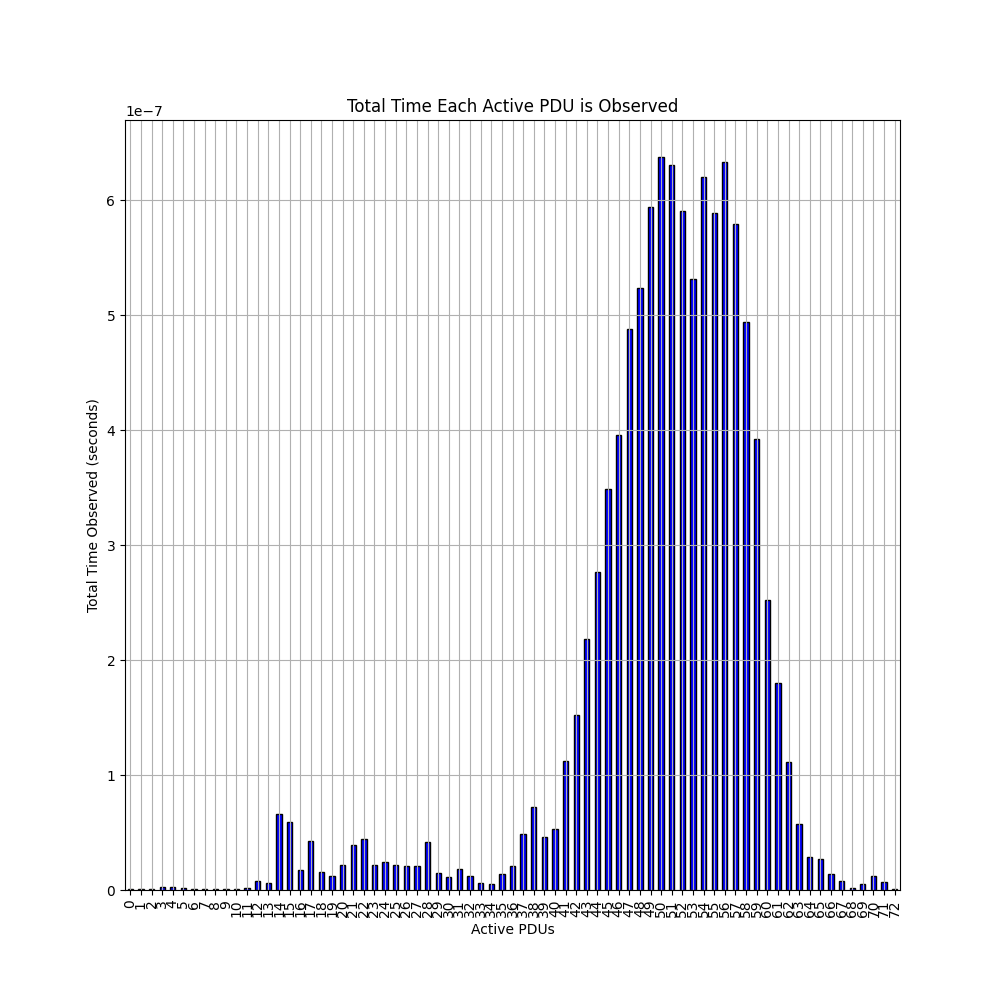 Total Time Each Active PDU is Observed
1e−7
6
5
4
3
2
1
0
Total Time Observed (seconds)
0 1 2 3 4 5 6 7 8 9 10 11 12 13 14 15 16 17 18 19 20 21 22 23 24 25 26 27 28 29 30 31 32 33 34 35 36 37 38 39 40 41 42 43 44 45 46 47 48 49 50 51 52 53 54 55 56 57 58 59 60 61 62 63 64 65 66 67 68 69 70 71 72
Active PDUs